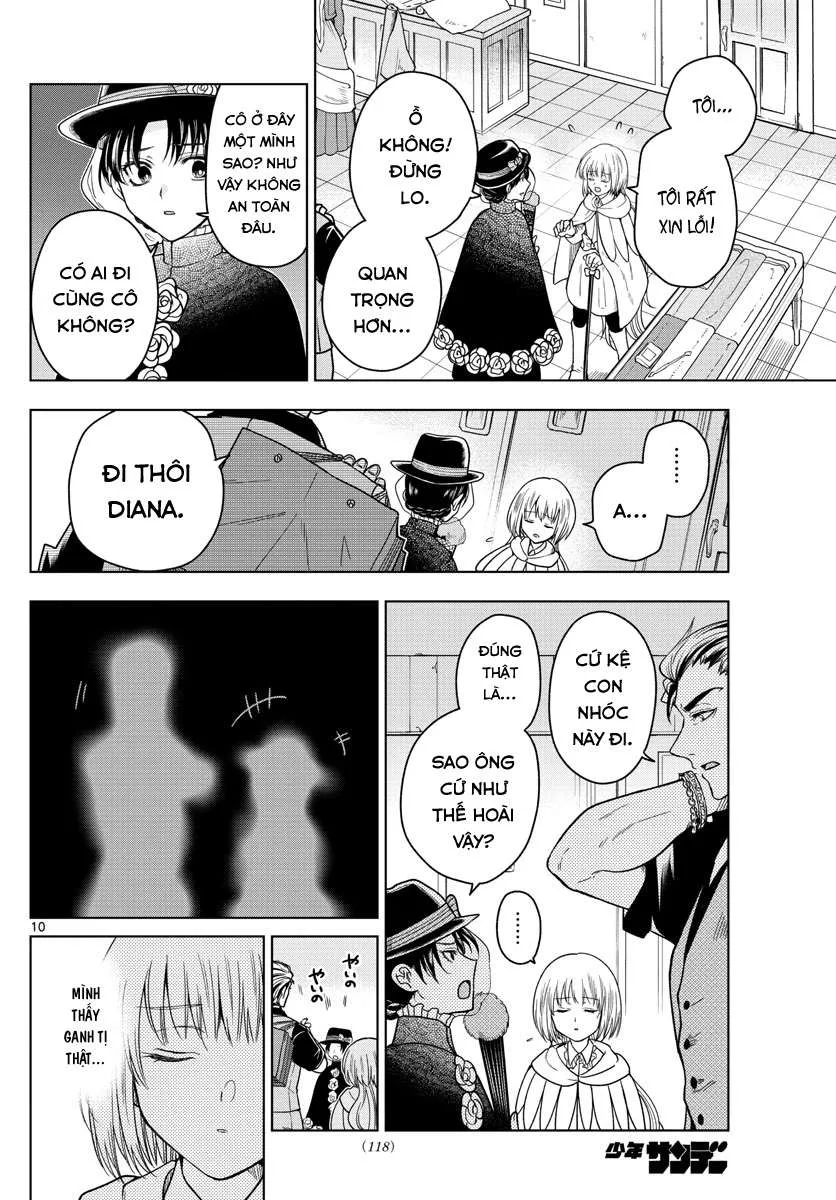 TÔI...
TÔI RẤT
XIN LỖI!
Ồ
KHÔNG!
ĐỪNG
LO.
QUAN
TRỌNG
HƠN...
CÔ Ở ĐÂY
MỘT MÌNH
SAO? NHƯ
VẬY KHÔNG
AN TOÀN
ĐÂU.
CÓ AI ĐI
CÙNG CÔ
KHÔNG?
......
A...
ĐI THÔI
DIANA.
CỨ KỆ
CON
NHÓC
NÀY ĐI.
ĐÚNG
THẬT
LÀ...
SAO ÔNG
CỨ NHƯ
THẾ HOÀI
VẬY?
......
10
やいの
やいの
MÌNH
THẤY
GANH TỊ
THẬT...
(118)
少年サンデー